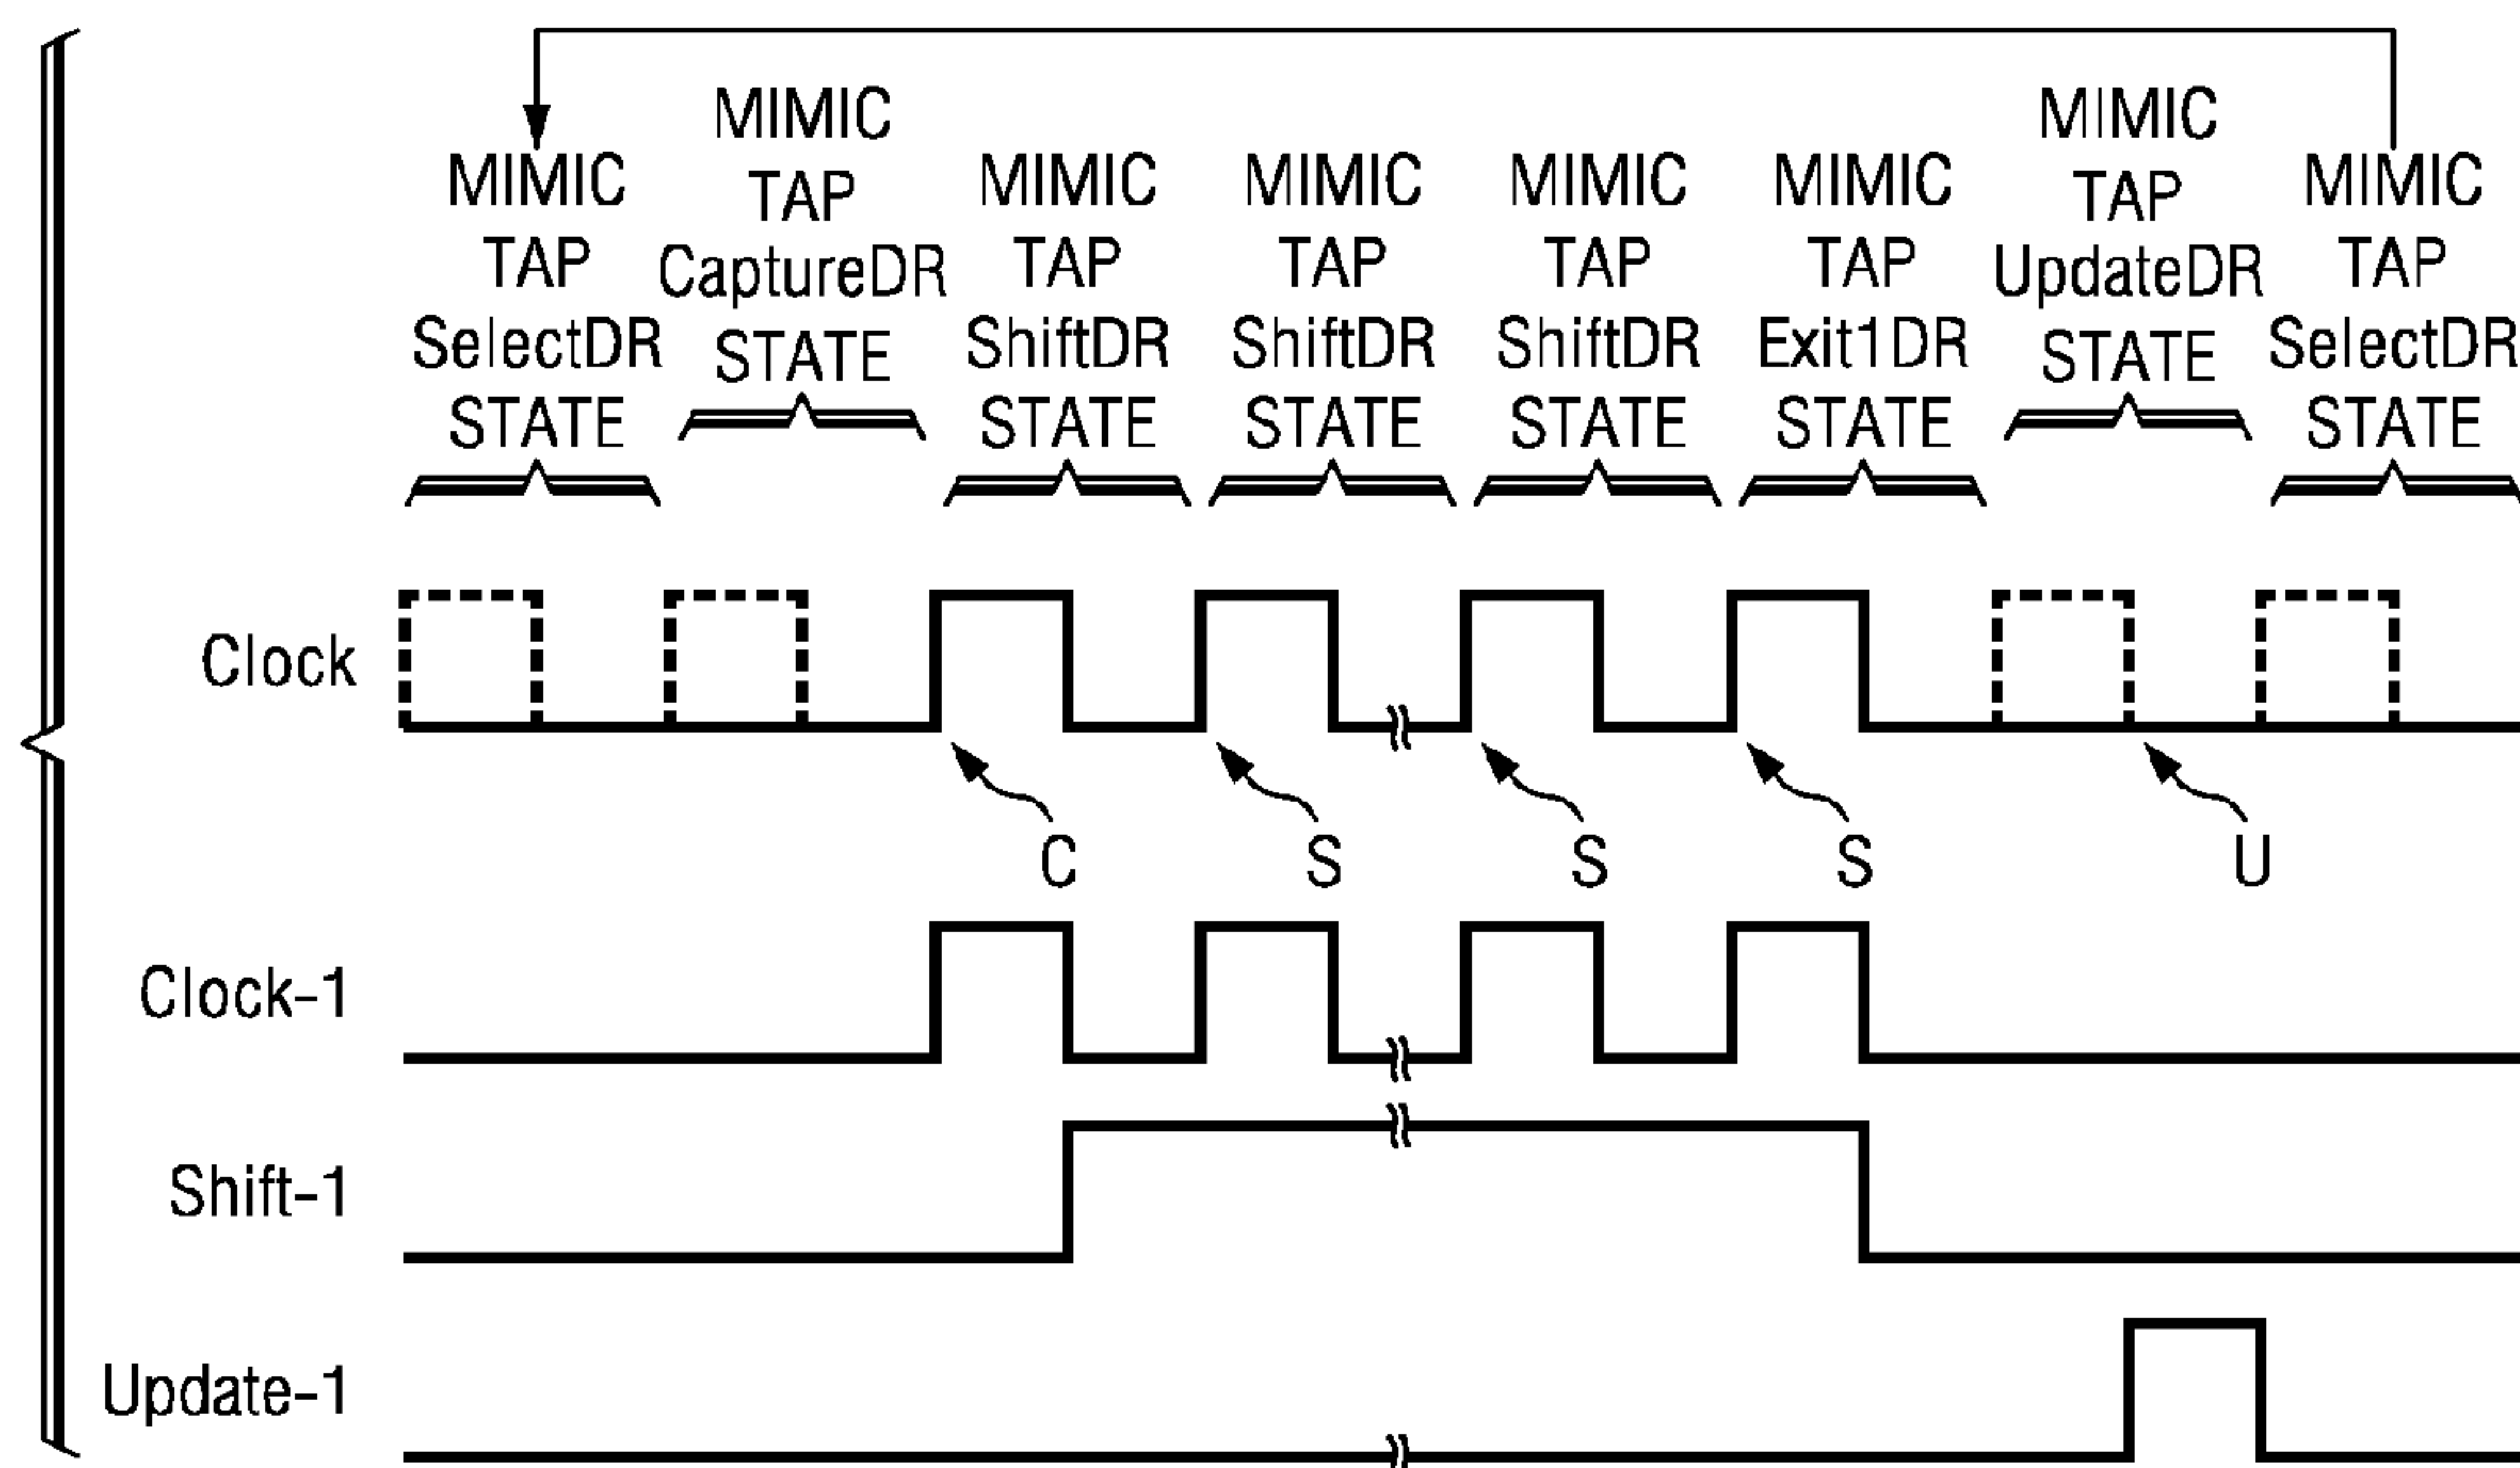 MIMIC
TAP
SelectDR
STATE
MIMIC
TAP
CaptureDR
STATE
MIMIC
TAP
ShiftDR
STATE
MIMIC
TAP
ShiftDR
STATE
MIMIC
TAP
ShiftDR
STATE
MIMIC
TAP
Exit1DR
STATE
MIMIC
TAP
UpdateDR
STATE
MIMIC
TAP
SelectDR
STATE
Clock
C
S
S
S
U
Clock-1
Shift-1
Update-1